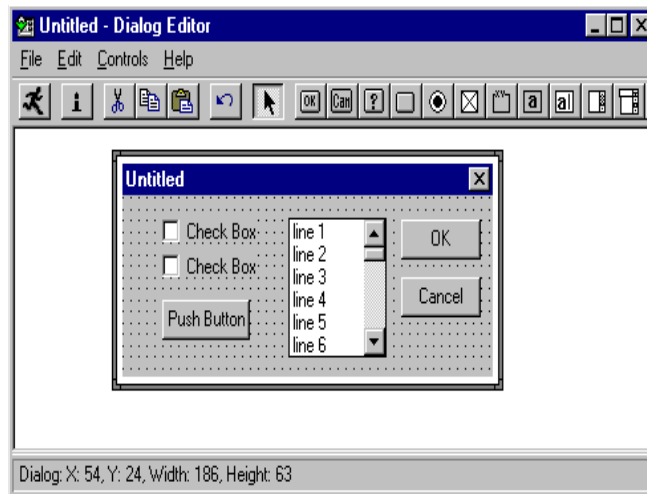 Untitled - Dialog Editor
File Edit Controls Help
OK Can ? XY a a
Untitled
Check Box
Check Box
Push Button
line 1
line 2
line 3
line 4
line 5
line 6
OK
Cancel
Dialog: X: 54, Y: 24, Width: 186, Height: 63